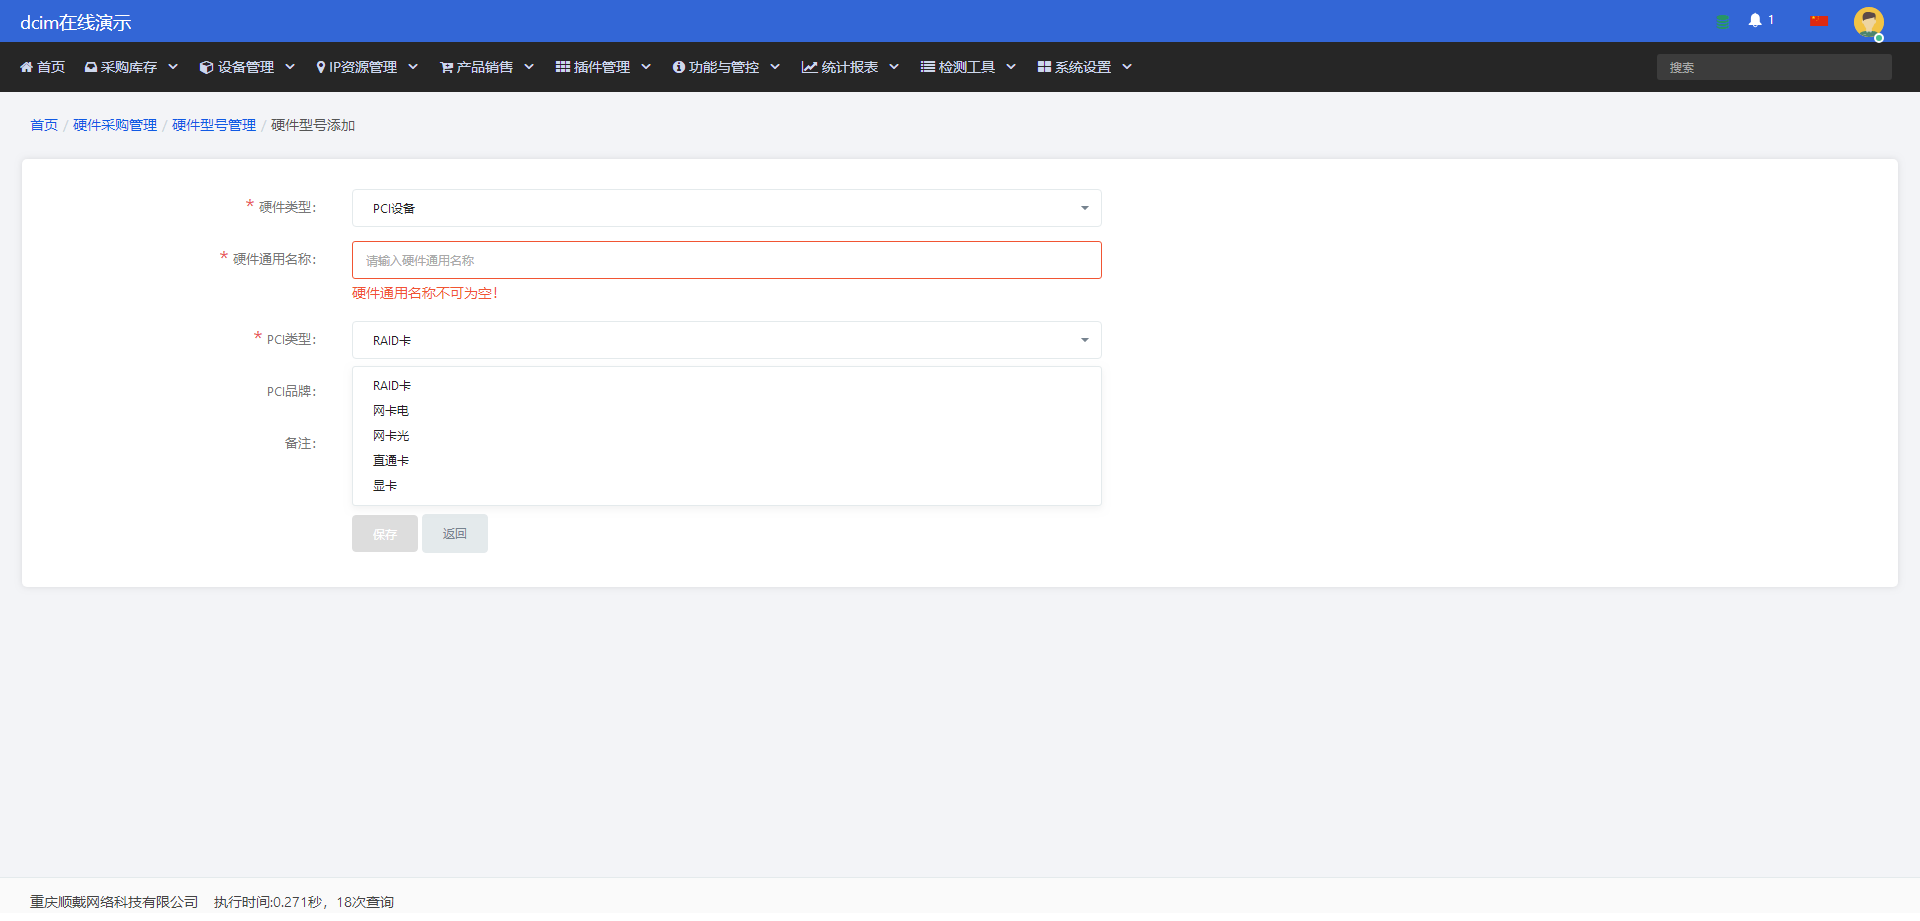 dcim在线演示
1
首页 采购库存 设备管理 IP资源管理 产品销售 插件管理 功能与管控 统计报表 检测工具 系统设置 搜索
首页 / 硬件采购管理 / 硬件型号管理 / 硬件型号添加
* 硬件类型： PCI设备
* 硬件通用名称： 请输入硬件通用名称
硬件通用名称不可为空！
* PCI类型： RAID卡
PCI品牌：
备注：
RAID卡
网卡电
网卡光
直通卡
显卡
保存 返回
重庆顺戴网络科技有限公司 执行时间:0.271秒，18次查询